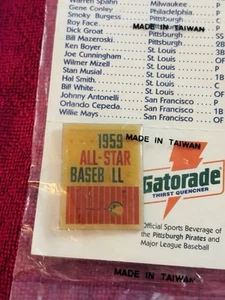 Warren Spahn Milwaukee P
Gene Conley Philadelphia
Smoky Burgess Pittsburgh C
Roy Face Pittsburgh P
Dick Groat Pittsburgh SS
MADE IN TAIWAN
Bill Mazeroski Pittsburgh
Ken Boyer St. Louis
Joe Cunningham St. Louis OF
Wilmer Mizell St. Louis P
Stan Musial St. Louis 1B
Hal Smith St. Louis C
Bill White St. Louis OF
Johnny Antonelli San Francisco P
Orlando Cepeda San Francisco 1B
Willie Mays San Francisco OF
MADE IN TAIWAN
1959
ALL-STAR
BASEB LL
Gatorade
THIRST QUENCHER
Official Sports Beverage of
the Pittsburgh Pirates and
Major League Baseball
MADE IN TAIWAN
MADE IN TAIWAN